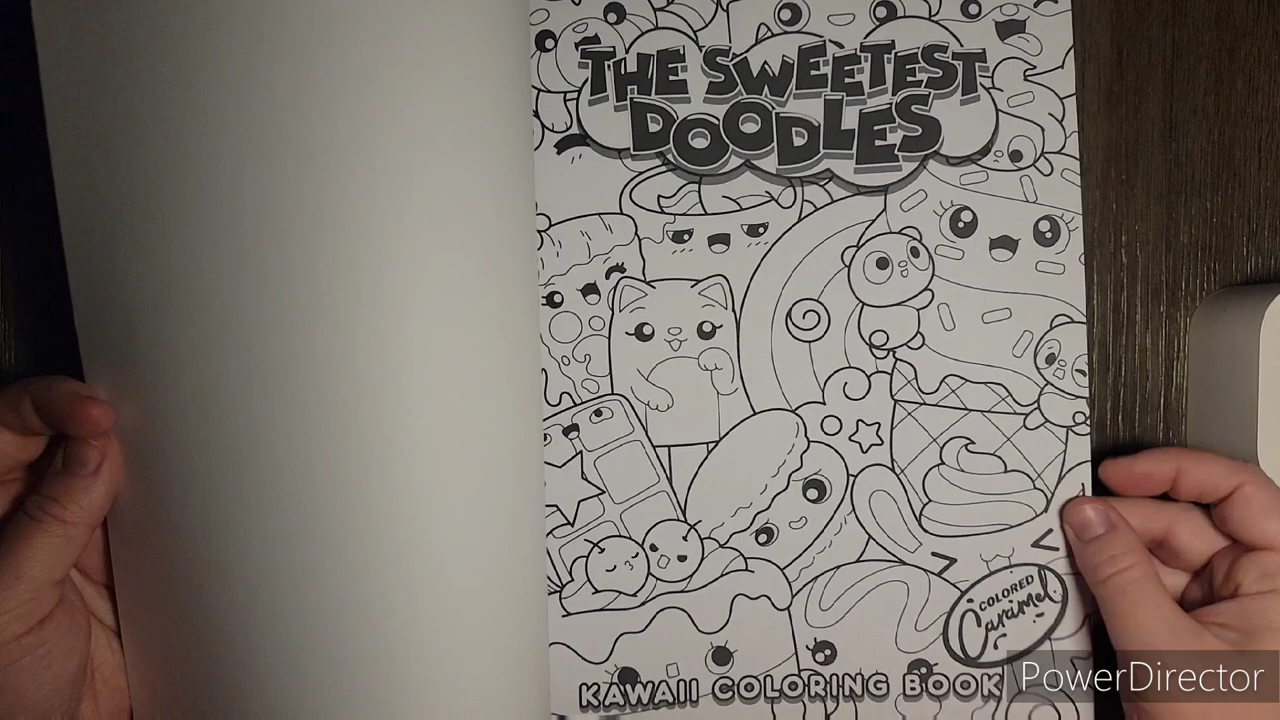 THE SWEETEST
DOODLES
COLORED
Caramel
KAWAII COLORING BOOK
PowerDirector